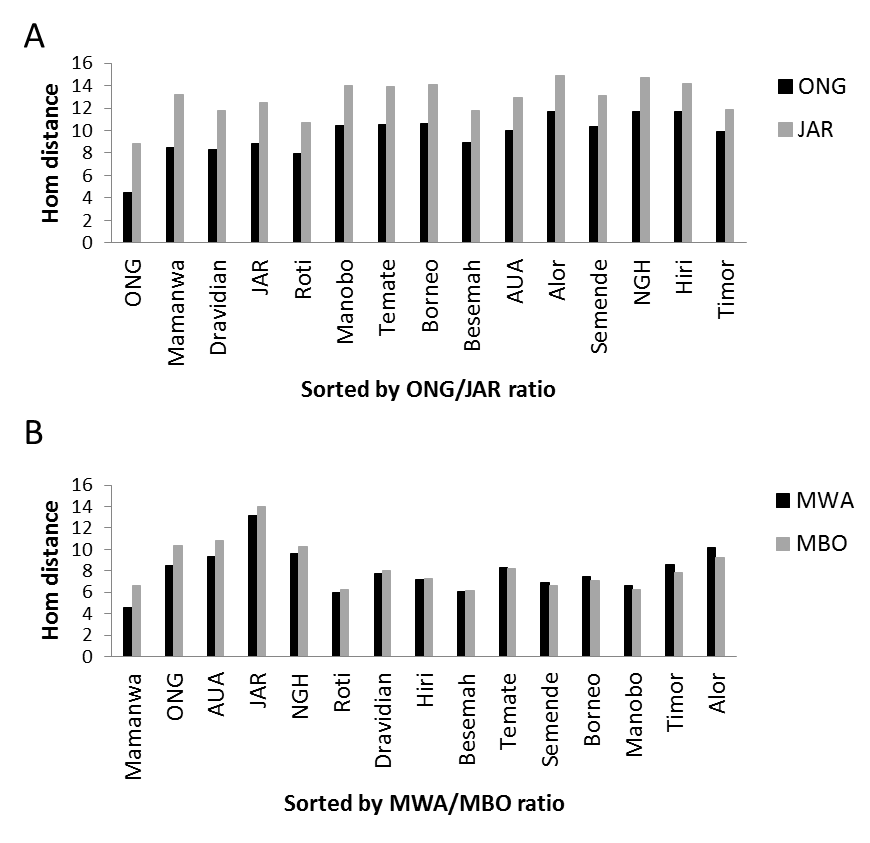 A
Hom distance
16
14
12
10
8
6
4
2
0
ONG
JAR
ONG
Mamanwa
Dravidian
JAR
Roti
Manobo
Temate
Borneo
Besemah
AUA
Alor
Semende
NGH
Hiri
Timor
Sorted by ONG/JAR ratio
B
Hom distance
16
14
12
10
8
6
4
2
0
MWA
MBO
Mamanwa
ONG
AUA
JAR
NGH
Roti
Dravidian
Hiri
Besemah
Temate
Semende
Borneo
Manobo
Timor
Alor
Sorted by MWA/MBO ratio